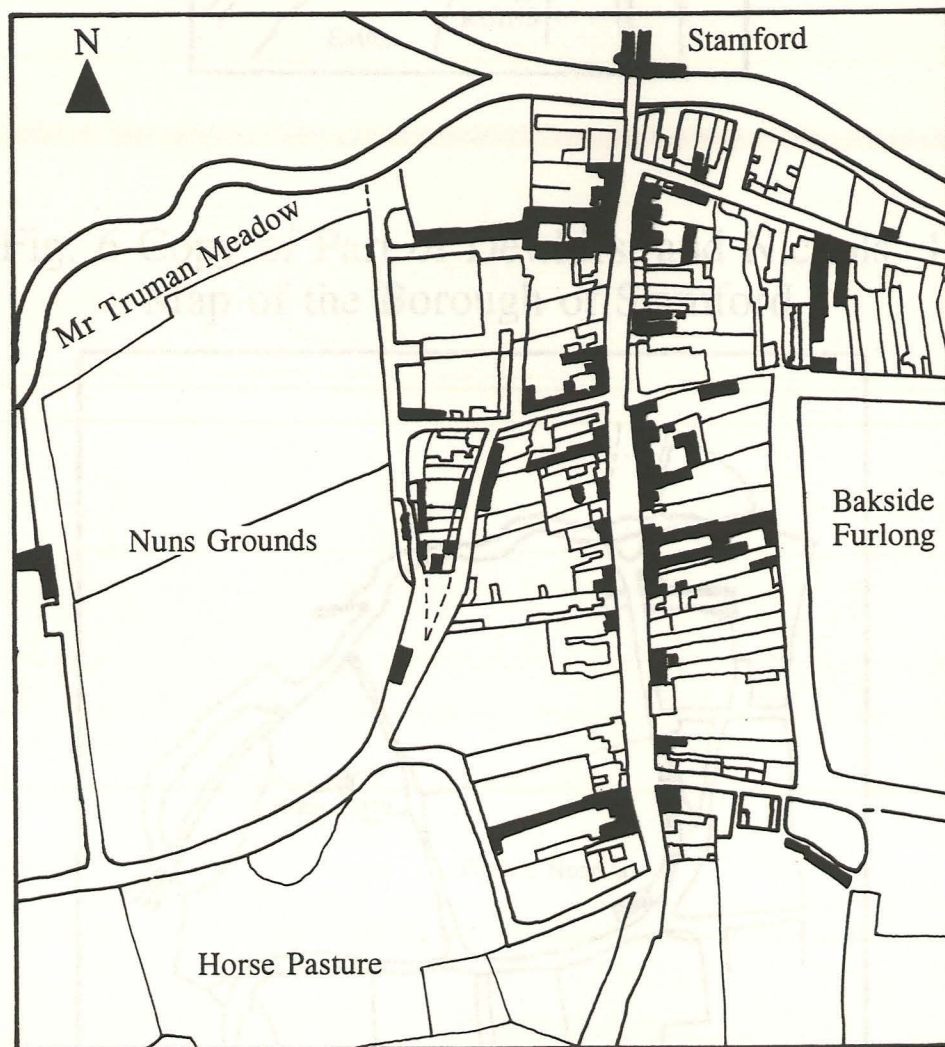 N
Stamford
Mr Truman Meadow
Nuns Grounds
Bakside
Furlong
Horse Pasture